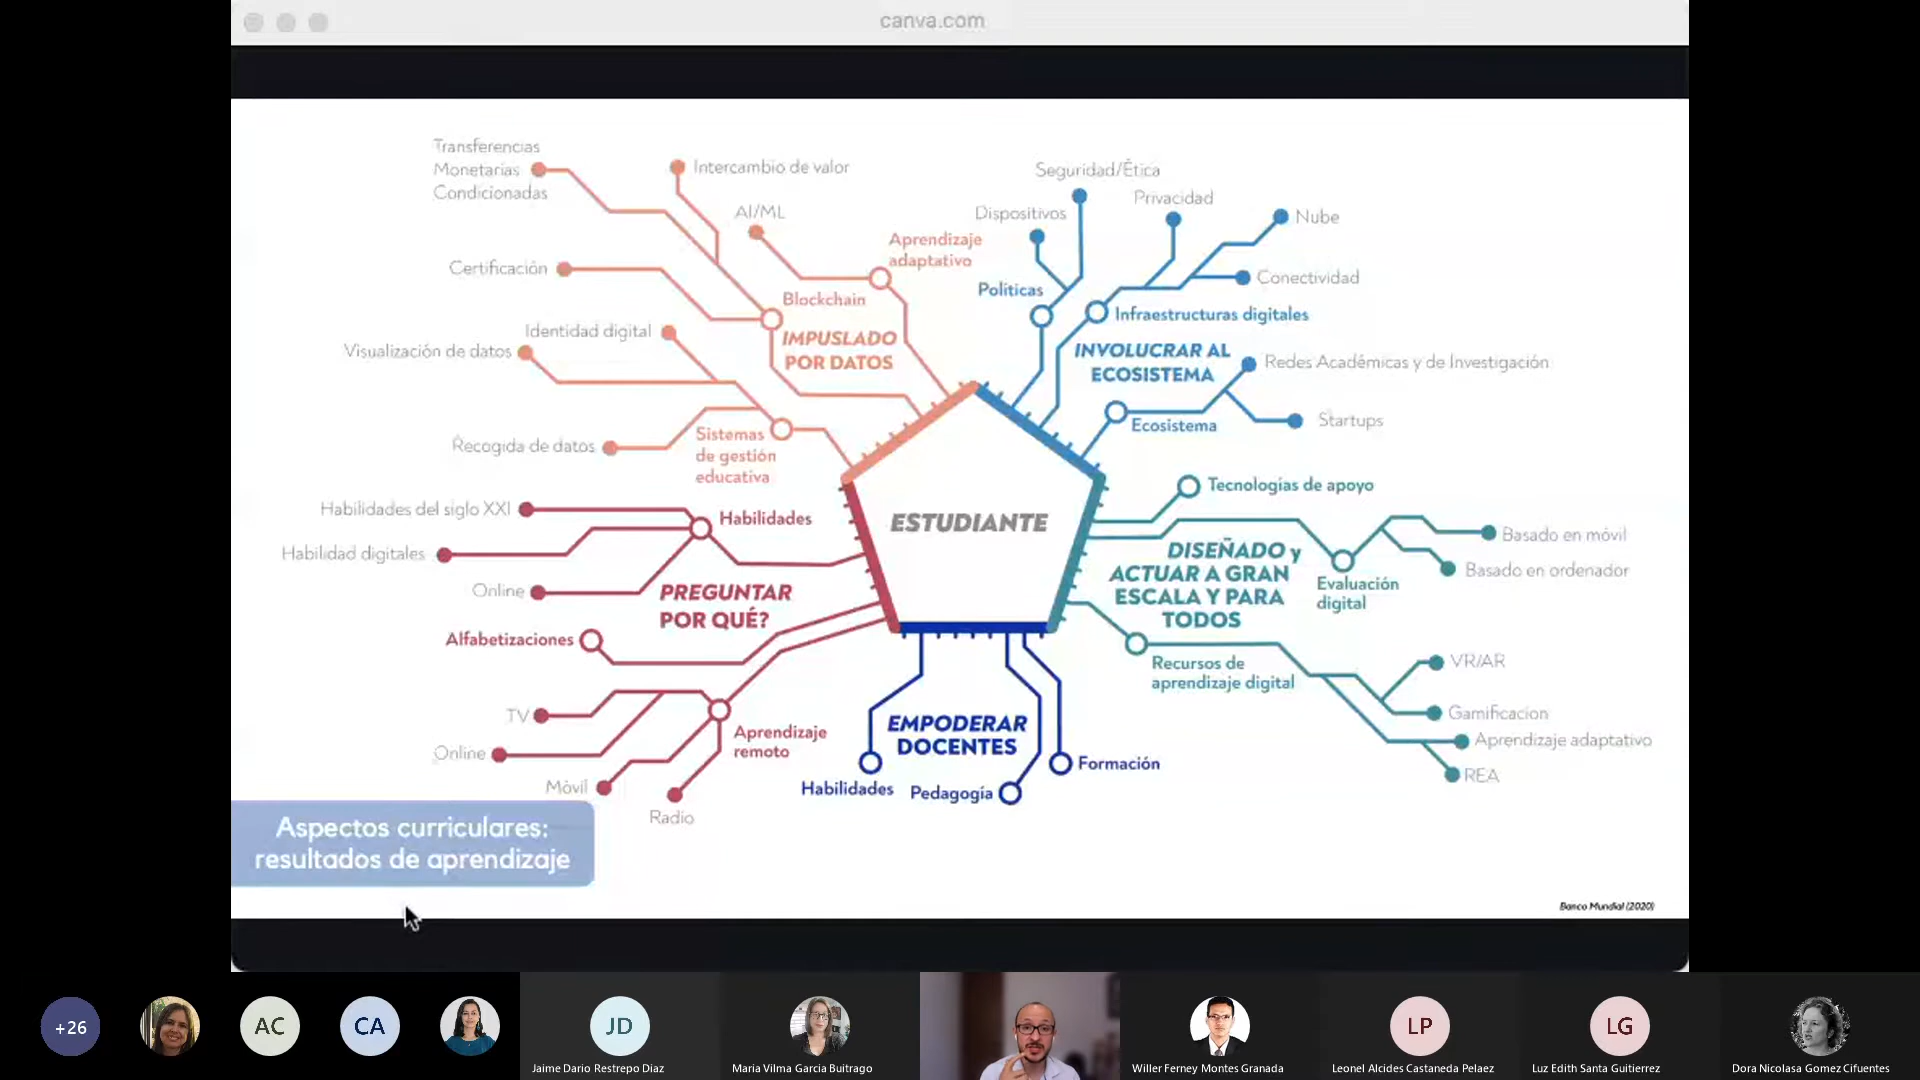 canva.com
Transferencias
Monetarias
Condicionadas
Intercambio de valor
AI/ML
Aprendizaje
adaptativo
Certificación
Blockchain
IMPUSLADO
POR DATOS
Identidad digital
Visualización de datos
Recogida de datos
Sistemas
de gestión
educativa
Seguridad/Ética
Dispositivos
Privacidad
Nube
Políticas
Conectividad
Infraestructuras digitales
INVOLUCRAR AL
ECOSISTEMA
Redes Académicas y de Investigación
Ecosistema
Startups
ESTUDIANTE
Habilidades del siglo XXI
Habilidades
Habilidad digitales
Online
PREGUNTAR
POR QUÉ?
Alfabetizaciones
TV
Online
Móvil
Radio
Aprendizaje
remoto
Tecnologías de apoyo
DISEÑADO y
ACTUAR A GRAN
ESCALA Y PARA
TODOS
Basado en móvil
Basado en ordenador
Evaluación
digital
Recursos de
aprendizaje digital
VR/AR
Gamificacion
Aprendizaje adaptativo
REA
EMPODERAR
DOCENTES
Habilidades
Pedagogía
Formación
Aspectos curriculares:
resultados de aprendizaje
Banco Mundial (2020)
+26
AC
CA
JD
LP
LG
Jaime Dario Restrepo Diaz
Maria Vilma Garcia Buitrago
Willer Ferney Montes Granada
Leonel Alcides Castaneda Pelaez
Luz Edith Santa Guitierrez
Dora Nicolasa Gomez Cifuentes